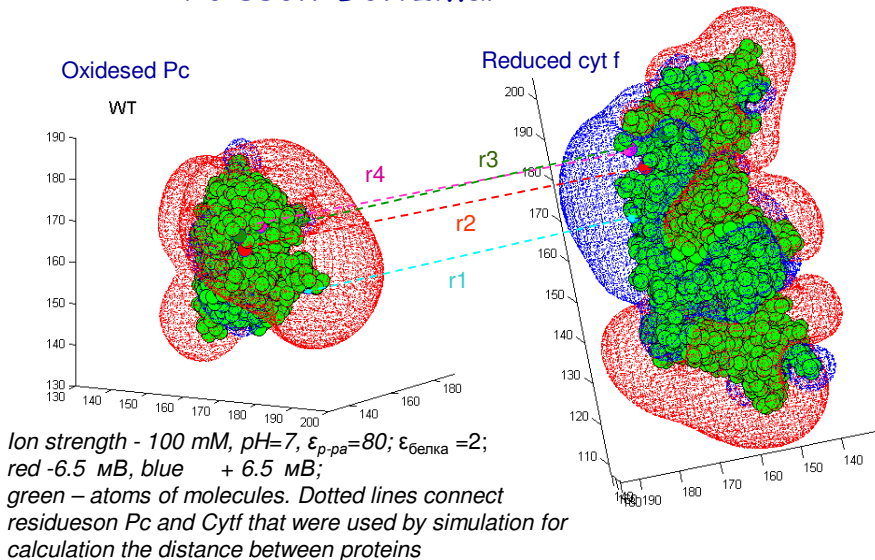 Oxidesed Pc
Reduced cyt f
WT
190
180
170
160
150
140
130
130 140 150 160 170 180 190 200
140 160 180
200
190
180
170
160
150
140
130
120
110
190 180 170 160 150 140
r4
r3
r2
r1
Ion strength - 100 mM, pH=7, ε р-ра=80; ε белка =2;
red -6.5 мВ, blue + 6.5 мВ;
green – atoms of molecules. Dotted lines connect
residueson Pc and Cytf that were used by simulation for
calculation the distance between proteins